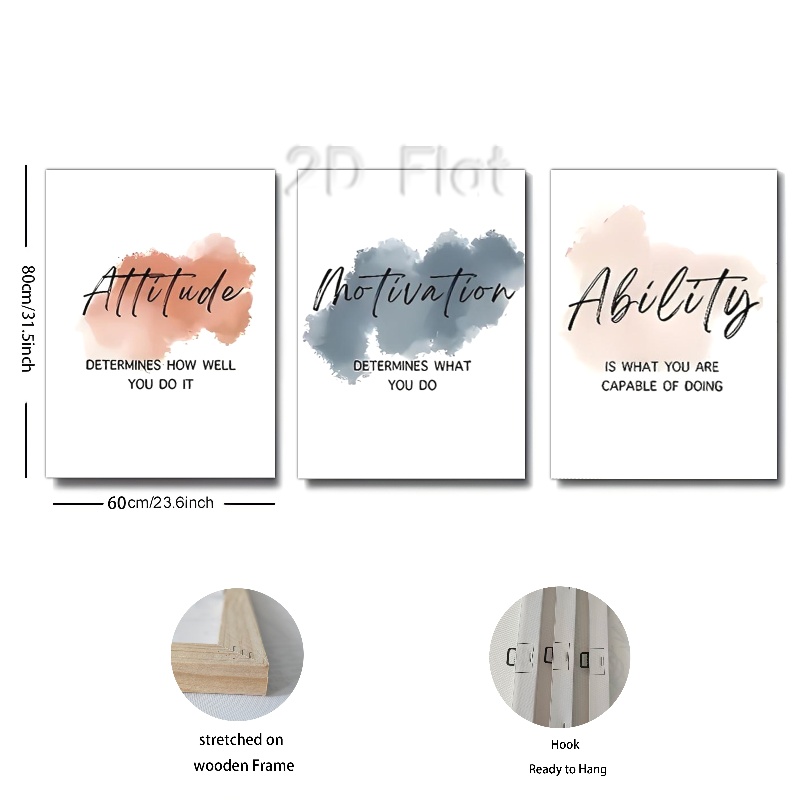 2D Flat
80cm/31.5inch
Attitude
DETERMINES HOW WELL
YOU DO IT
Motivation
DETERMINES WHAT
YOU DO
Ability
IS WHAT YOU ARE
CAPABLE OF DOING
60cm/23.6inch
stretched on
wooden Frame
Hook
Ready to Hang